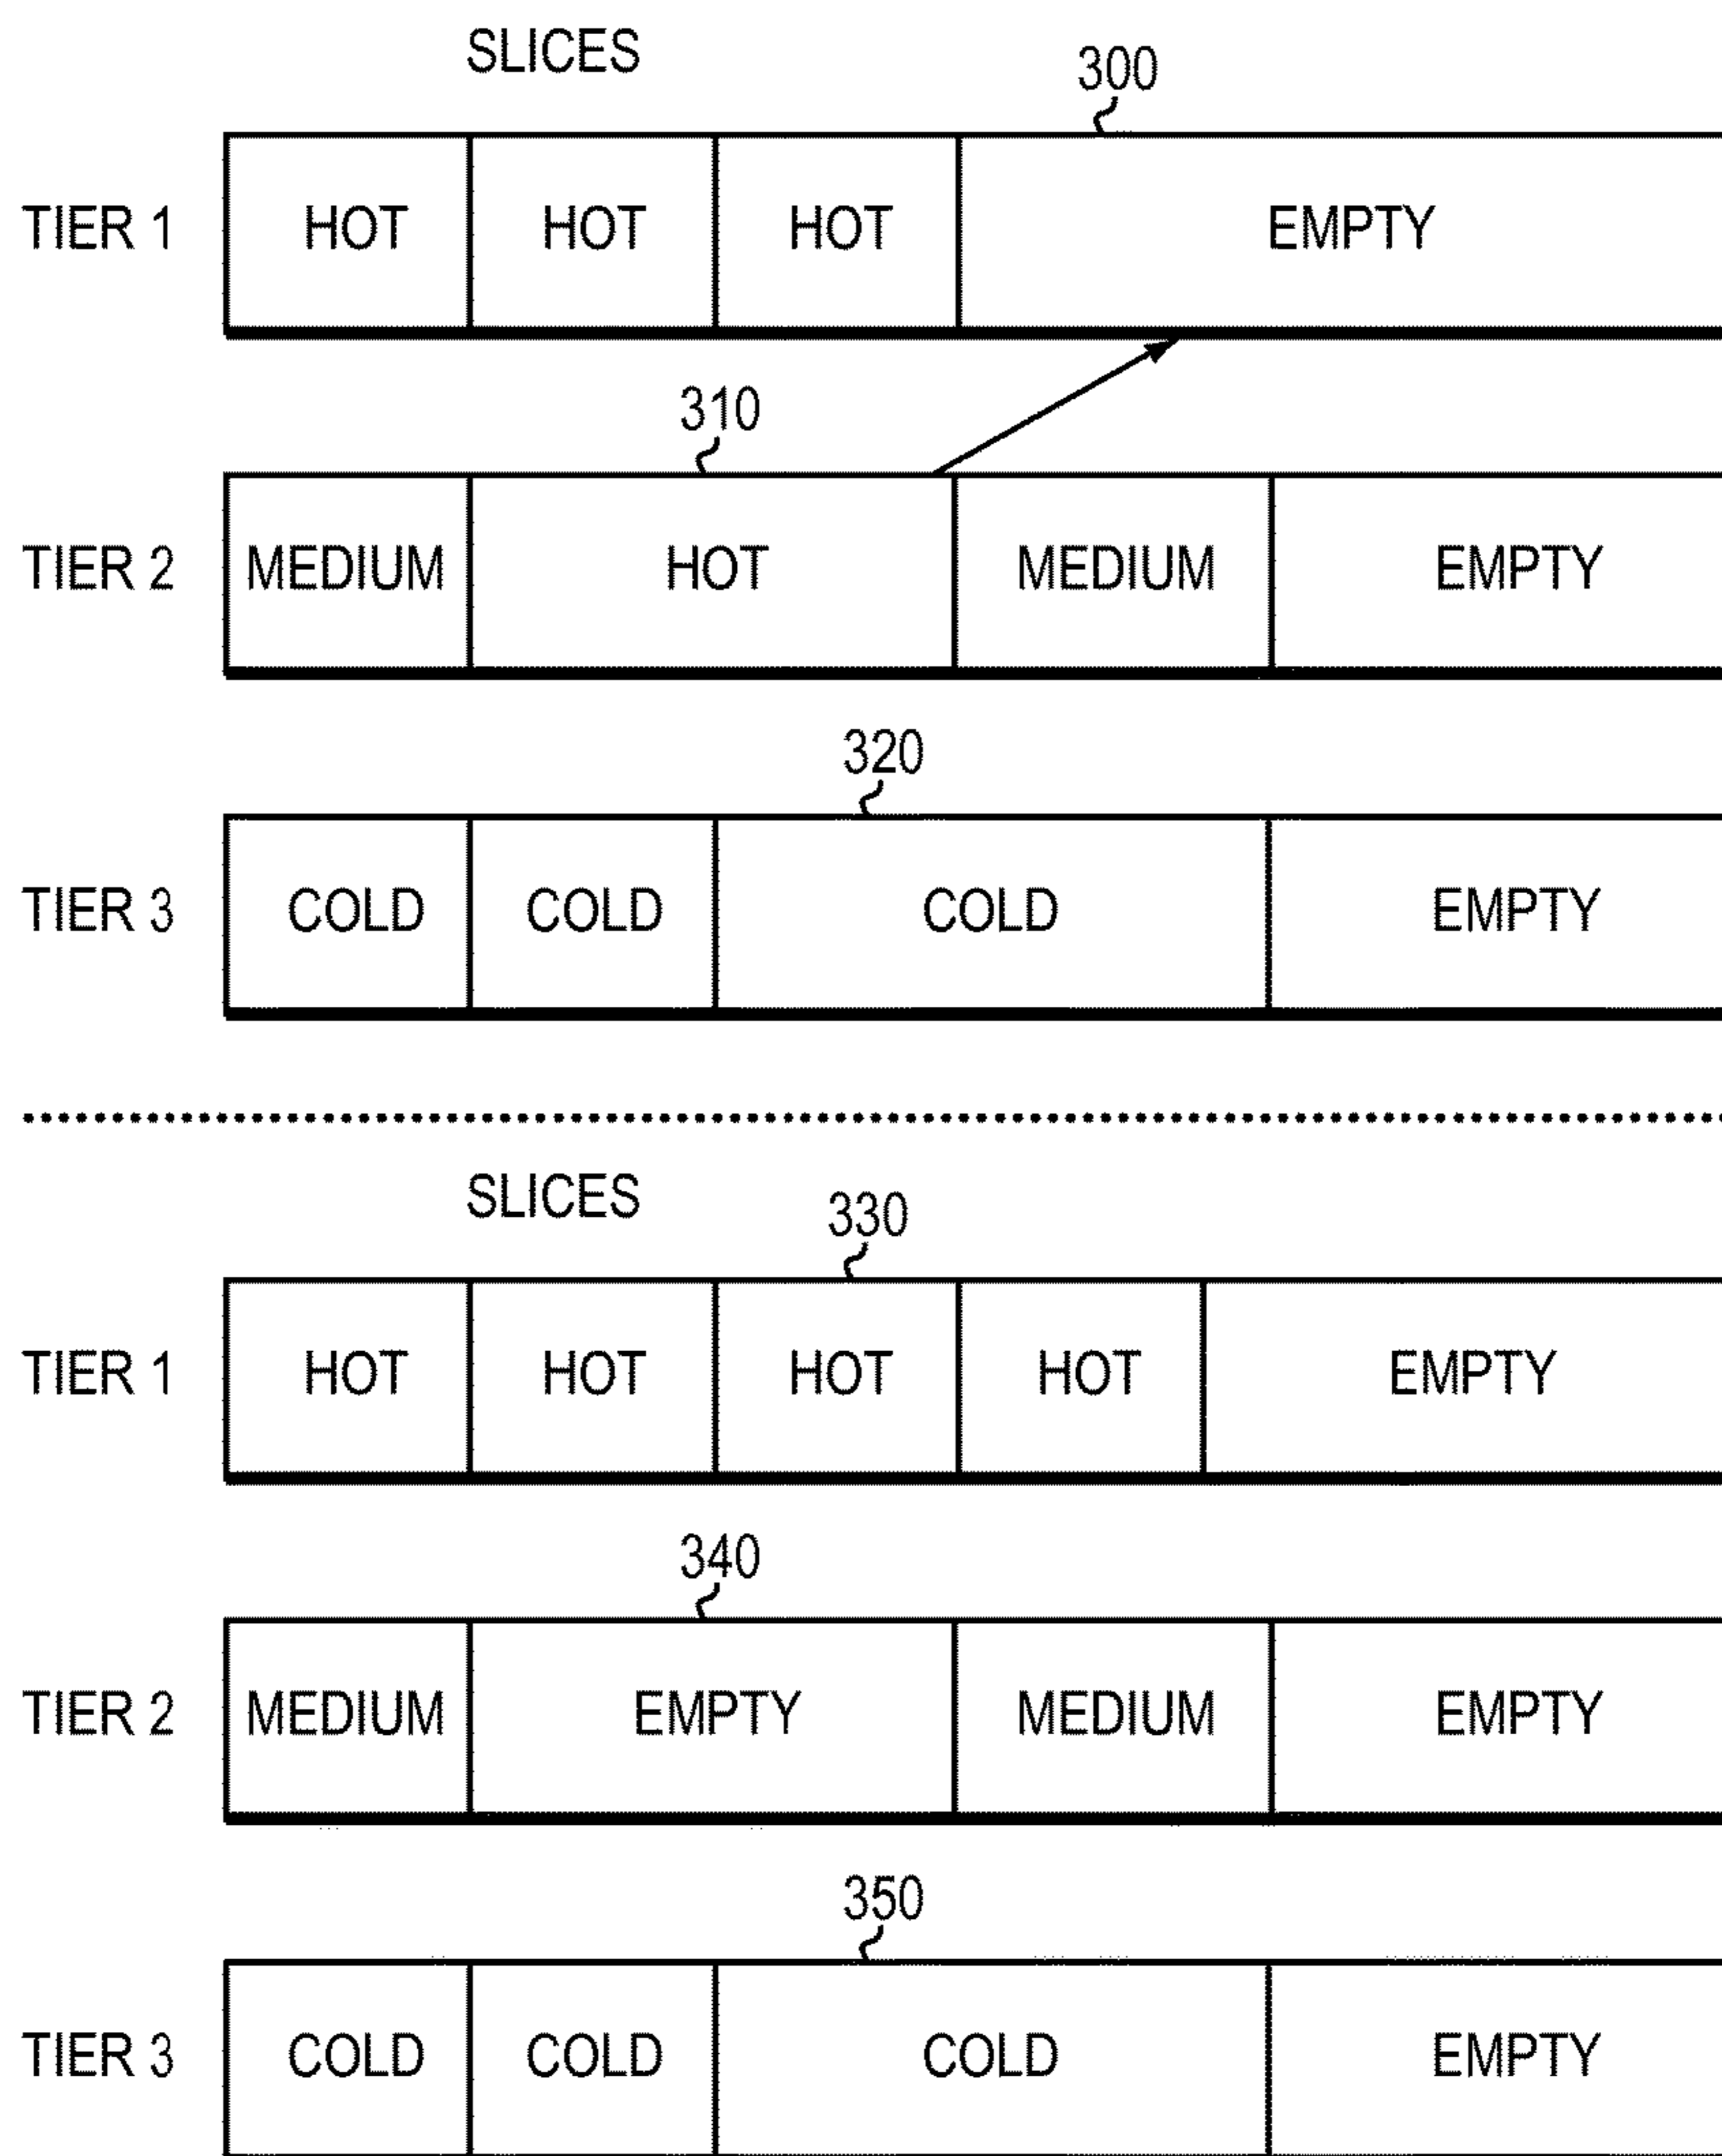 SLICES
300
TIER 1 HOT HOT HOT EMPTY
310
TIER 2 MEDIUM HOT MEDIUM EMPTY
320
TIER 3 COLD COLD COLD EMPTY
SLICES
330
TIER 1 HOT HOT HOT HOT EMPTY
340
TIER 2 MEDIUM EMPTY MEDIUM EMPTY
350
TIER 3 COLD COLD COLD EMPTY